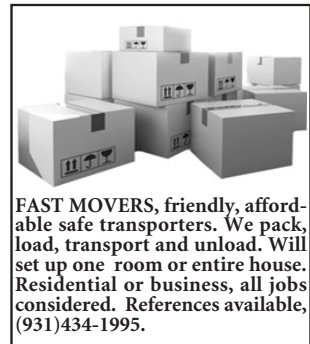 FAST MOVERS, friendly, afford-
able safe transporters. We pack,
load, transport and unload. Will
set up one room or entire house.
Residential or business, all jobs
considered. References available,
(931)434-1995.